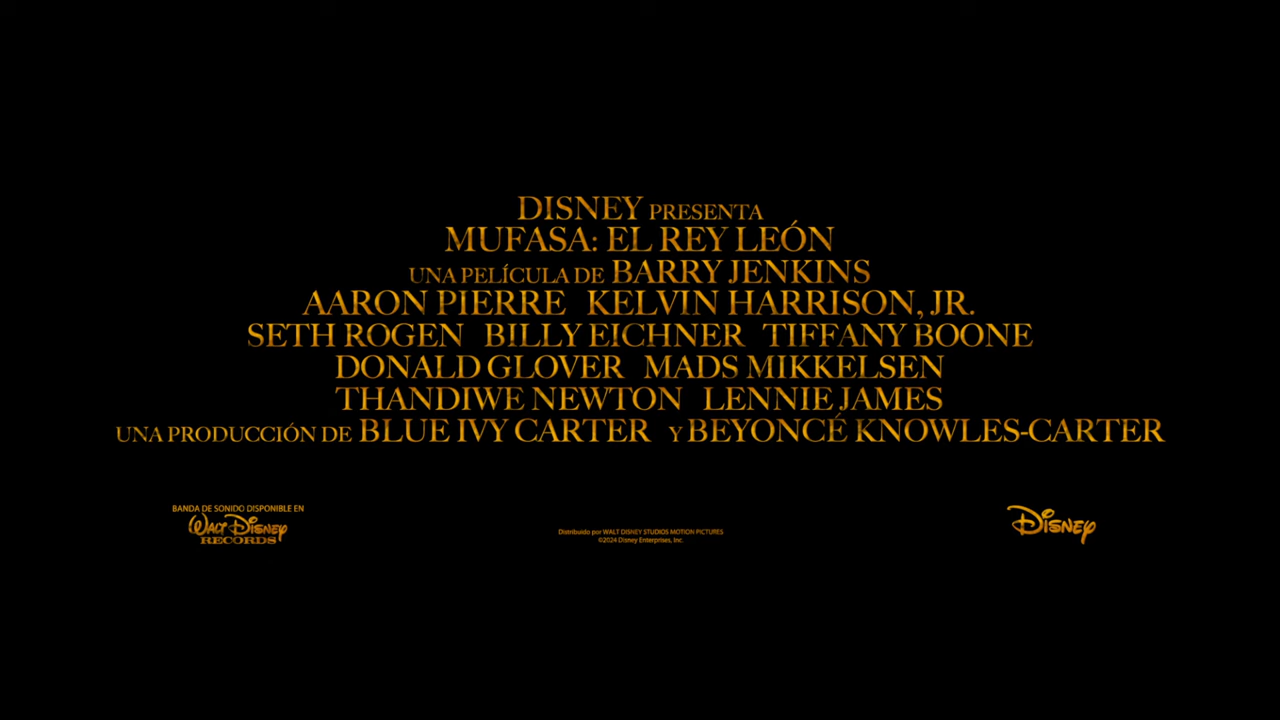 DISNEY PRESENTA
MUFASA: EL REY LEÓN
UNA PELÍCULA DE BARRY JENKINS
AARON PIERRE KELVIN HARRISON, JR.
SETH ROGEN BILLY EICHNER TIFFANY BOONE
DONALD GLOVER MADS MIKKELSEN
THANDIWE NEWTON LENNIE JAMES
UNA PRODUCCIÓN DE BLUE IVY CARTER Y BEYONCÉ KNOWLES-CARTER
BANDA DE SONIDO DISPONIBLE EN
WALT DISNEY
RECORDS
Distribuido por WALT DISNEY STUDIOS MOTION PICTURES
©2024 Disney Enterprises, Inc.
DISNEY